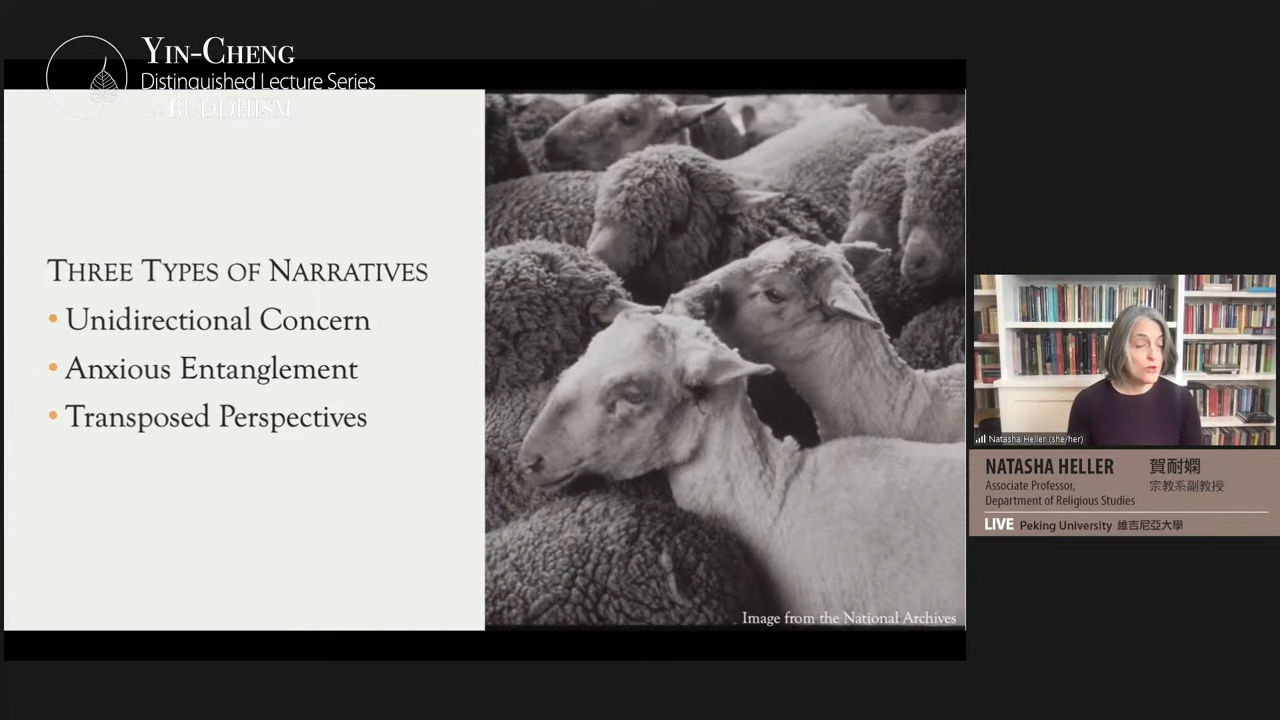 YIN-CHENG
Distinguished Lecture Series
BUDDHISM
THREE TYPES OF NARRATIVES
• Unidirectional Concern
• Anxious Entanglement
• Transposed Perspectives
Image from the National Archives
Natasha Heller (she/her)
NATASHA HELLER 賀耐嫻
Associate Professor, 宗教系副教授
Department of Religious Studies
LIVE Peking University 維吉尼亞大學